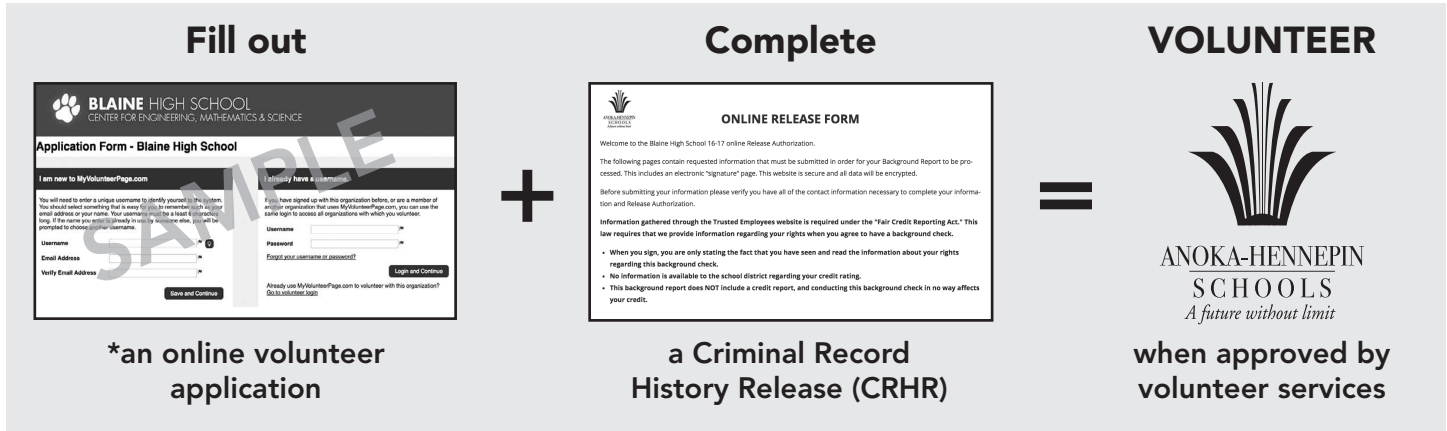 Fill out
BLAINE HIGH SCHOOL
CENTER FOR ENGINEERING, MATHEMATICS & SCIENCE
Application Form - Blaine High School
I am new to MyVolunteerPage.com
You will need to enter a unique username to identify yourself to the system.
You should select something that is easy for you to remember such as your
email address or your name. Your username must be a least 6 characters
long. If the name you enter is already in use by someone else, you will be
prompted to choose another username.
Username
Email Address
Verify Email Address
Save and Continue
I already have a username.
If you have signed up with this organization before, or are a member of
another organization that uses MyVolunteerPage.com, you can use the
same login to access all organizations with which you volunteer.
Username
Password
Forgot your username or password?
Login and Continue
Already use MyVolunteerPage.com to volunteer with this organization?
Go to volunteer login
SAMPLE
*an online volunteer
application
+
Complete
ANOKA-HENNEPIN
SCHOOLS
A future without limit
ONLINE RELEASE FORM
Welcome to the Blaine High School 16-17 online Release Authorization.
The following pages contain requested information that must be submitted in order for your Background Report to be pro-
cessed. This includes an electronic "signature" page. This website is secure and all data will be encrypted.
Before submitting your information please verify you have all of the contact information necessary to complete your informa-
tion and Release Authorization.
Information gathered through the Trusted Employees website is required under the "Fair Credit Reporting Act." This
law requires that we provide information regarding your rights when you agree to have a background check.
• When you sign, you are only stating the fact that you have seen and read the information about your rights
regarding this background check.
• No information is available to the school district regarding your credit rating.
• This background report does NOT include a credit report, and conducting this background check in no way affects
your credit.
a Criminal Record
History Release (CRHR)
=
VOLUNTEER
ANOKA-HENNEPIN
SCHOOLS
A future without limit
when approved by
volunteer services